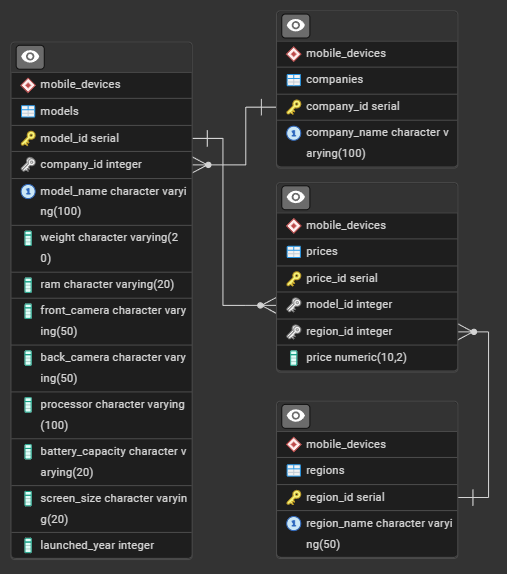 mobile_devices
models
model_id serial
company_id integer
model_name character varyi
ng(100)
weight character varying(2
0)
ram character varying(20)
front_camera character vary
ing(50)
back_camera character vary
ing(50)
processor character varying
(100)
battery_capacity character v
arying(20)
screen_size character varyin
g(20)
launched_year integer
mobile_devices
companies
company_id serial
company_name character v
arying(100)
mobile_devices
prices
price_id serial
model_id integer
region_id integer
price numeric(10,2)
mobile_devices
regions
region_id serial
region_name character varyi
ng(50)